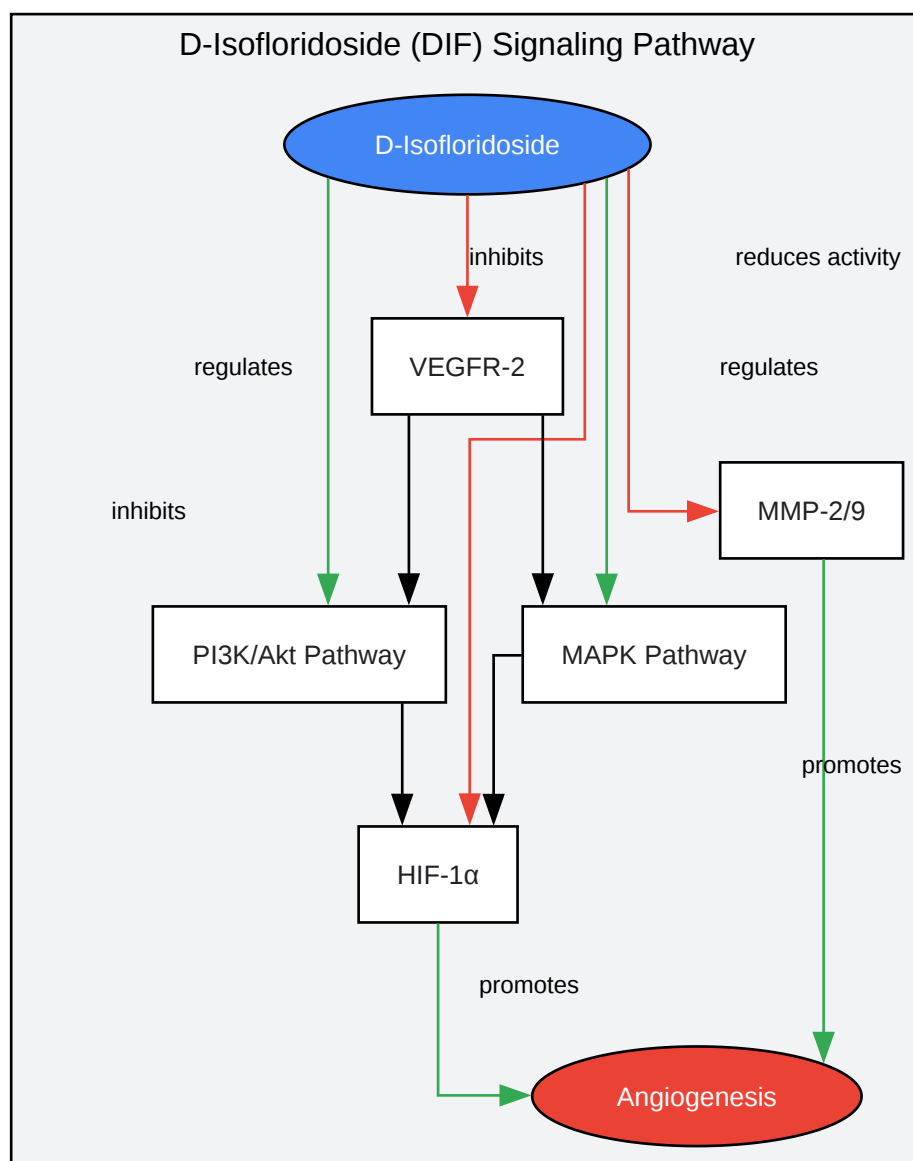 D-Isofloridoside (DIF) Signaling Pathway
D-Isofloridoside
inhibits
reduces activity
VEGFR-2
regulates
regulates
MMP-2/9
inhibits
PI3K/Akt Pathway
MAPK Pathway
promotes
HIF-1α
promotes
Angiogenesis